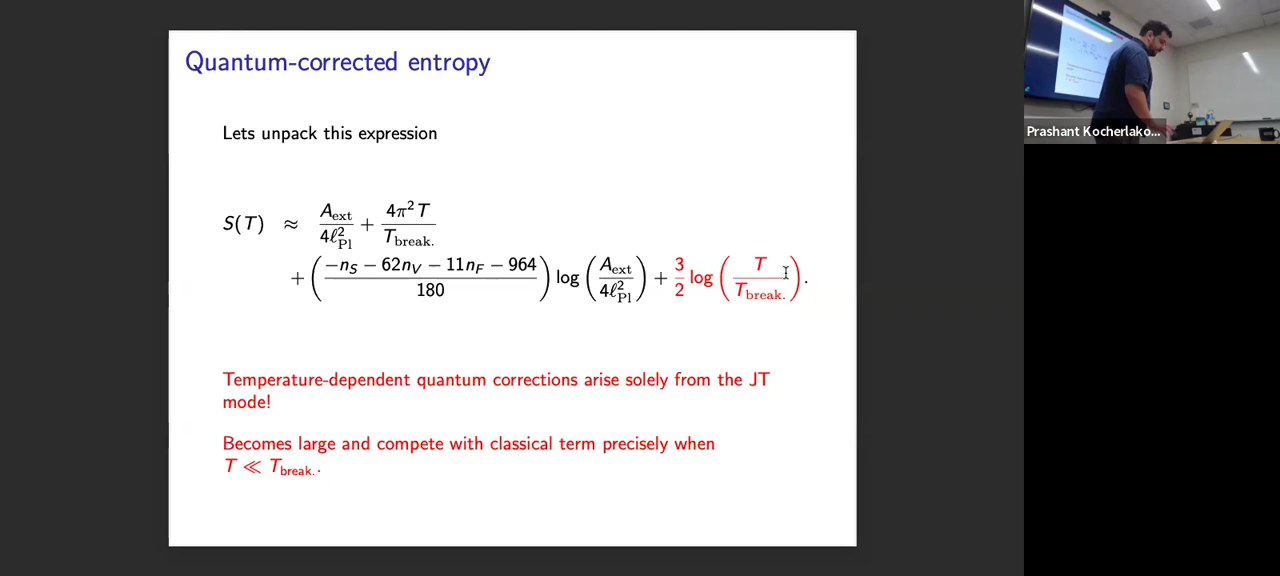 Quantum-corrected entropy
Lets unpack this expression
S(T) ≈ A_ext / 4ℓ²_Pl + 4π²T / T_break.
+ ( −n_S − 62n_V − 11n_F − 964 / 180 ) log ( A_ext / 4ℓ²_Pl ) + 3/2 log ( T / T_break. ) .
Temperature-dependent quantum corrections arise solely from the JT
mode!
Becomes large and compete with classical term precisely when
T ≪ T_break..
Prashant Kocherlako...